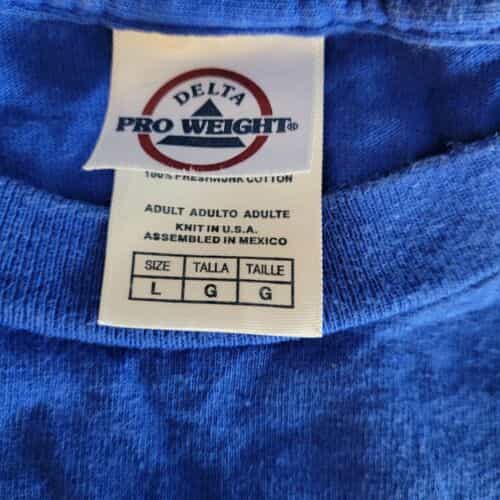 DELTA
PRO WEIGHT®
100% PRESHRUNK COTTON
ADULT ADULTO ADULTE
KNIT IN U.S.A.
ASSEMBLED IN MEXICO
SIZE TALLA TAILLE
L G G